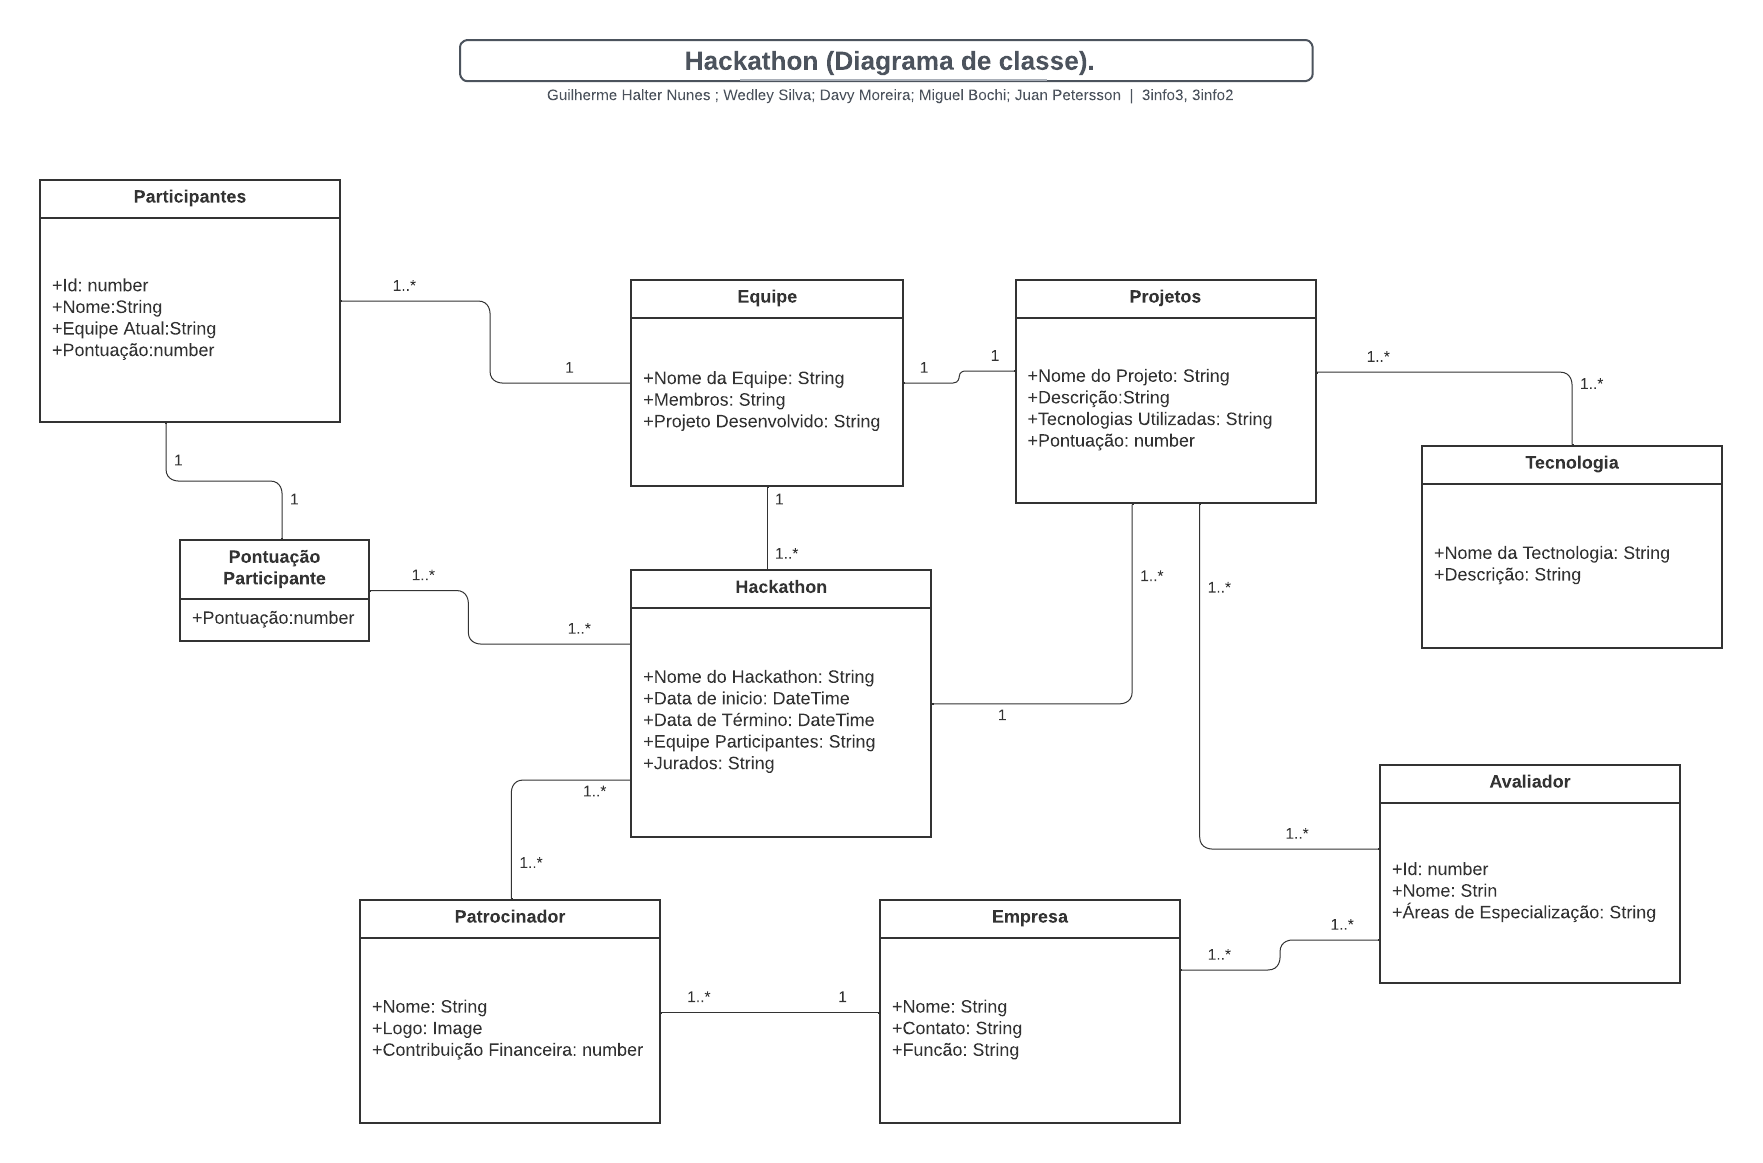 Hackathon (Diagrama de classe).
Guilherme Halter Nunes ; Wedley Silva; Davy Moreira; Miguel Bochi; Juan Petersson | 3info3, 3info2
Participantes
+Id: number
+Nome:String
+Equipe Atual:String
+Pontuação:number
1..*
1
Equipe
+Nome da Equipe: String
+Membros: String
+Projeto Desenvolvido: String
1
1
Projetos
+Nome do Projeto: String
+Descrição:String
+Tecnologias Utilizadas: String
+Pontuação: number
1..*
1..*
Tecnologia
+Nome da Tectnologia: String
+Descrição: String
1
1
Pontuação
Participante
+Pontuação:number
1..*
1..*
1
1..*
Hackathon
+Nome do Hackathon: String
+Data de inicio: DateTime
+Data de Término: DateTime
+Equipe Participantes: String
+Jurados: String
1..*
1
1..*
1..*
Avaliador
+Id: number
+Nome: Strin
+Áreas de Especialização: String
1..*
1..*
Patrocinador
+Nome: String
+Logo: Image
+Contribuição Financeira: number
1..*
1
Empresa
+Nome: String
+Contato: String
+Funcão: String
1..*
1..*